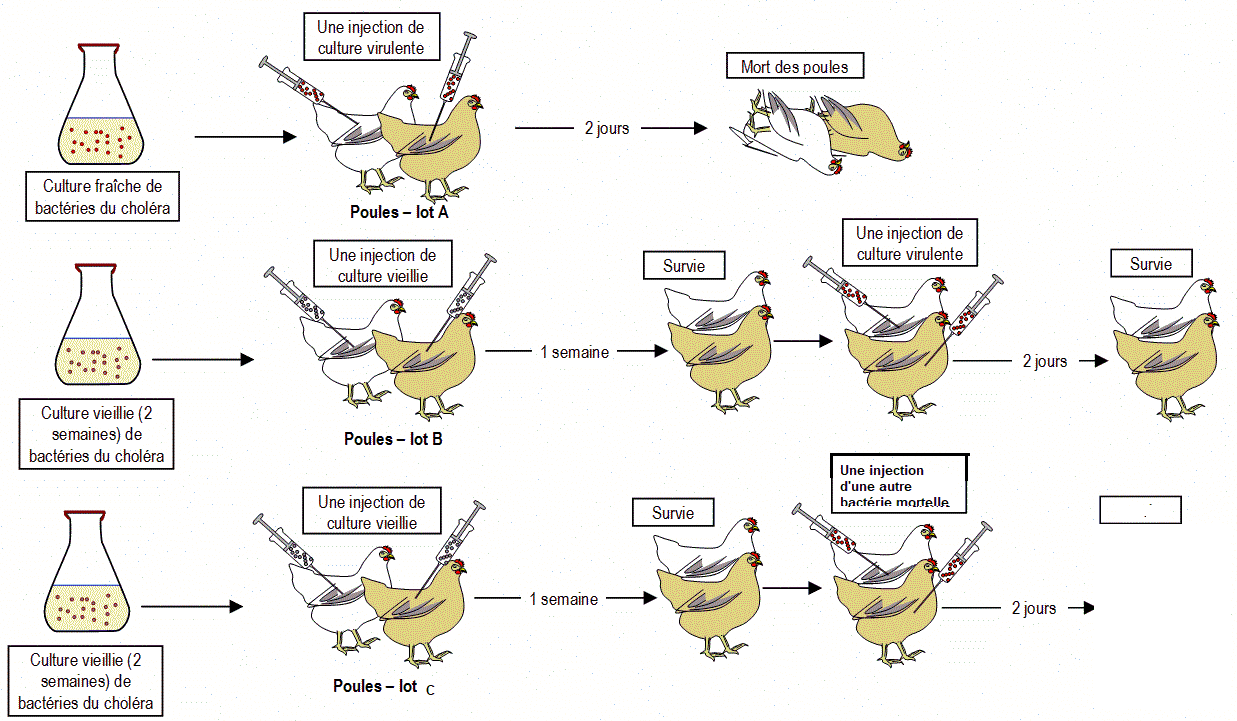 Une injection de
culture virulente
Mort des poules
2 jours
Culture fraîche de
bactéries du choléra
Poules – lot A
Une injection de
culture vieillie
Survie
Une injection de
culture virulente
Survie
1 semaine
2 jours
Culture vieillie (2
semaines) de
bactéries du choléra
Poules – lot B
Une injection de
culture vieillie
Survie
Une injection
d'une autre
bactérie mortelle
1 semaine
2 jours
Culture vieillie (2
semaines) de
bactéries du choléra
Poules – lot C